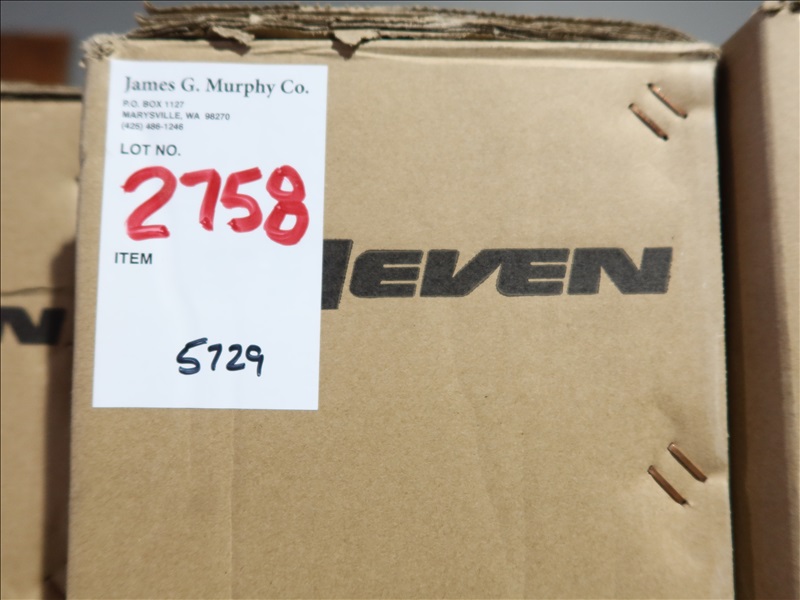 James G. Murphy Co.
P.O. BOX 1127
MARYSVILLE, WA 98270
(425) 486-1246
LOT NO.
2758
ITEM
5729
EVEN
N